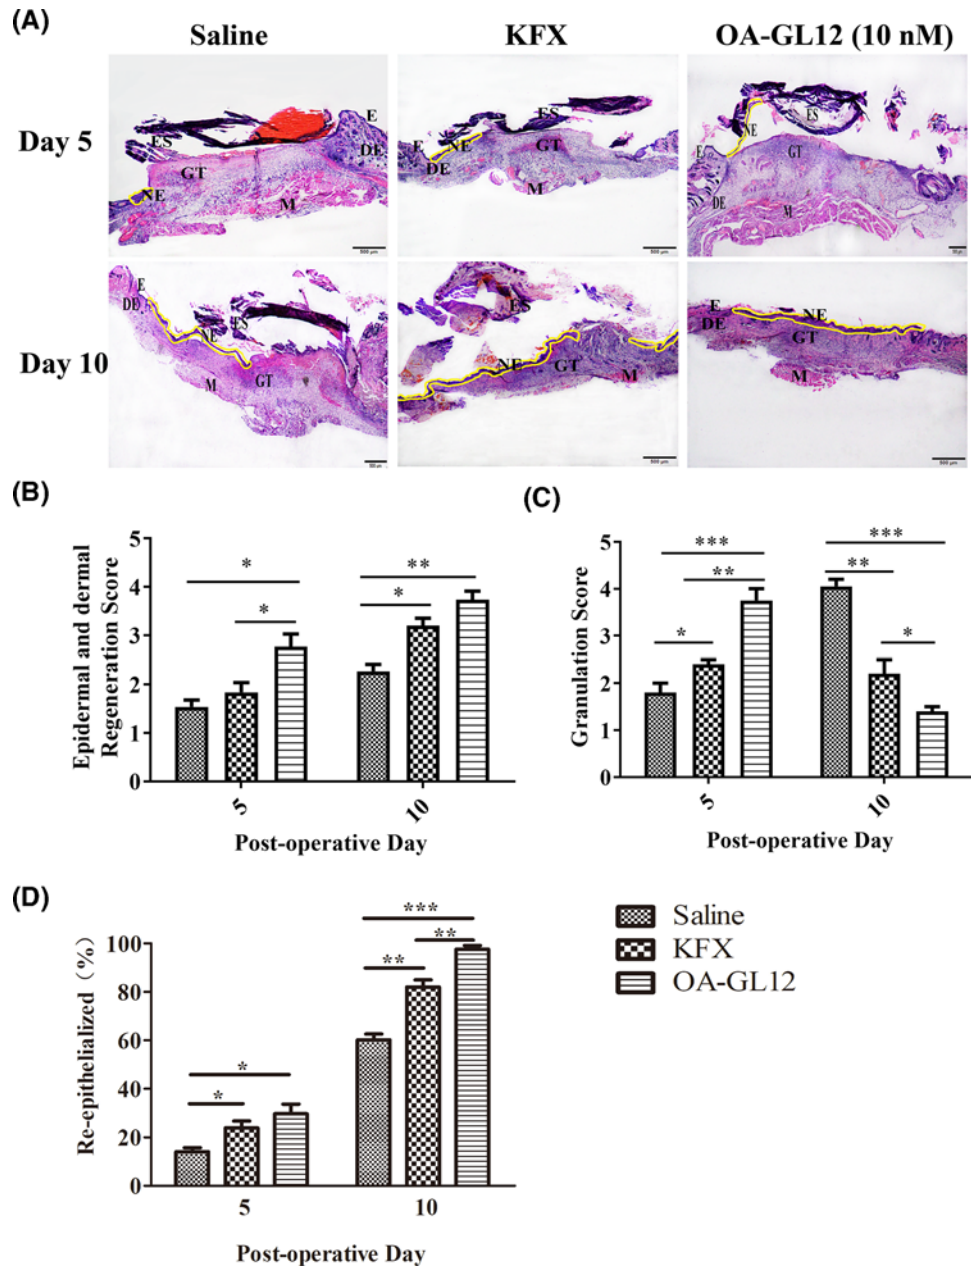 (A)
Saline KFX OA-GL12 (10 nM)
Day 5
ES E DE GT NE M
ES E NE DE GT M
ES NE E GT DE M
Day 10
E DE NE ES M GT
ES NE GT M
E NE DE GT M
(B)
Epidermal and dermal
Regeneration Score
5
4
3
2
1
0
* * * **
5 10
Post-operative Day
(C)
Granulation Score
5
4
3
2
1
0
*** ** * *** ** *
5 10
Post-operative Day
(D)
Re-epithelialized (%)
100
80
60
40
20
0
* * *** ** **
5 10
Post-operative Day
Saline
KFX
OA-GL12